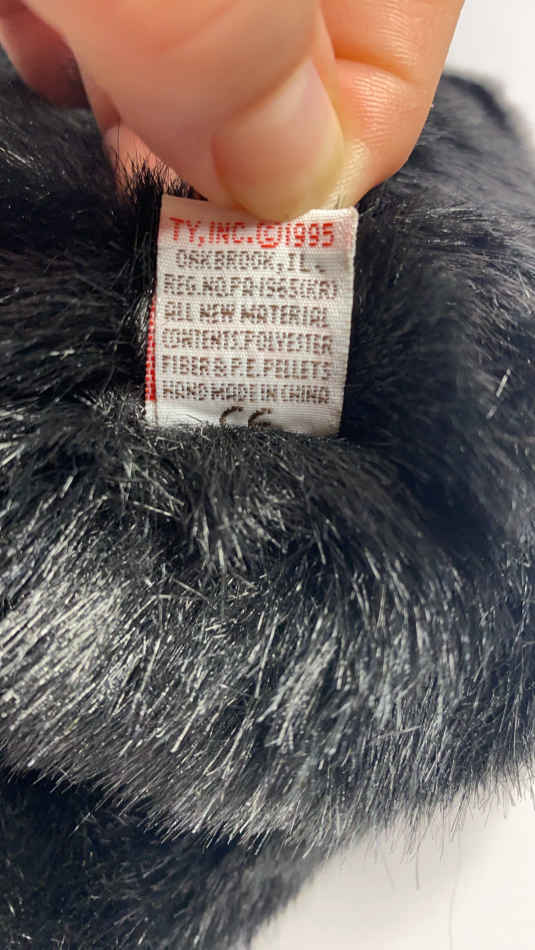 TY,INC.©1995
OAKBROOK, IL.
REG.NO.PA.1965(KR)
ALL NEW MATERIAL
CONTENTS:POLYESTER
FIBER & P.E. PELLETS
HAND MADE IN CHINA
CE